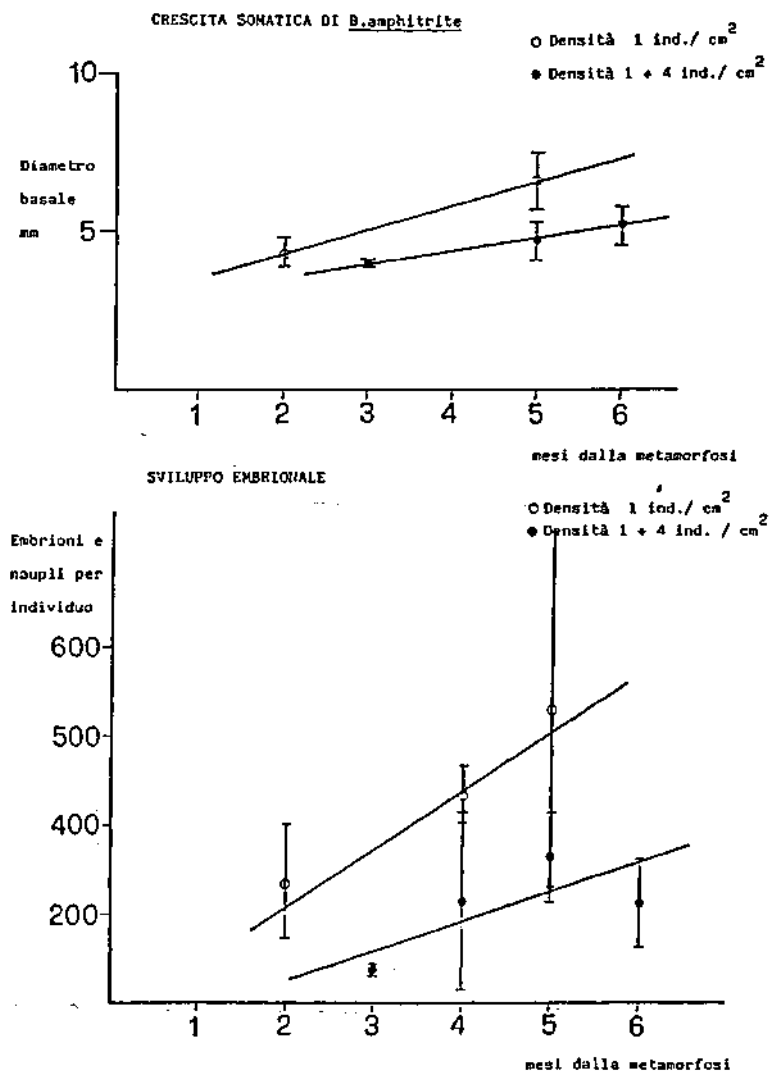 CRESCITA SOMATICA DI B.amphitrite
○ Densità 1 ind./ cm²
● Densità 1 + 4 ind./ cm²
Diametro
basale
mm
10
5
1 2 3 4 5 6
mesi dalla metamorfosi
SVILUPPO EMBRIONALE
○ Densità 1 ind./ cm²
● Densità 1 + 4 ind. / cm²
Embrioni e
naupli per
individuo
600
500
400
200
1 2 3 4 5 6
mesi dalla metamorfosi